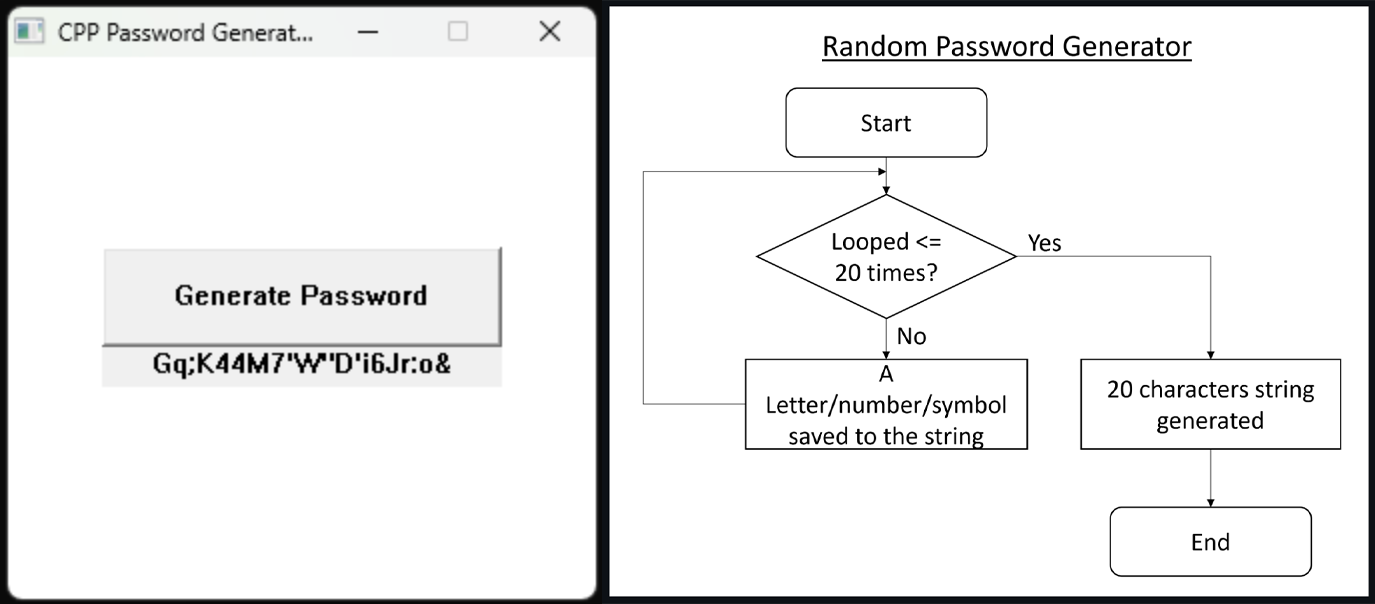 CPP Password Generat...
Generate Password
Gq;K44M7'W"D'i6Jr:o&
Random Password Generator
Start
Looped <=
20 times?
Yes
No
A
Letter/number/symbol
saved to the string
20 characters string
generated
End